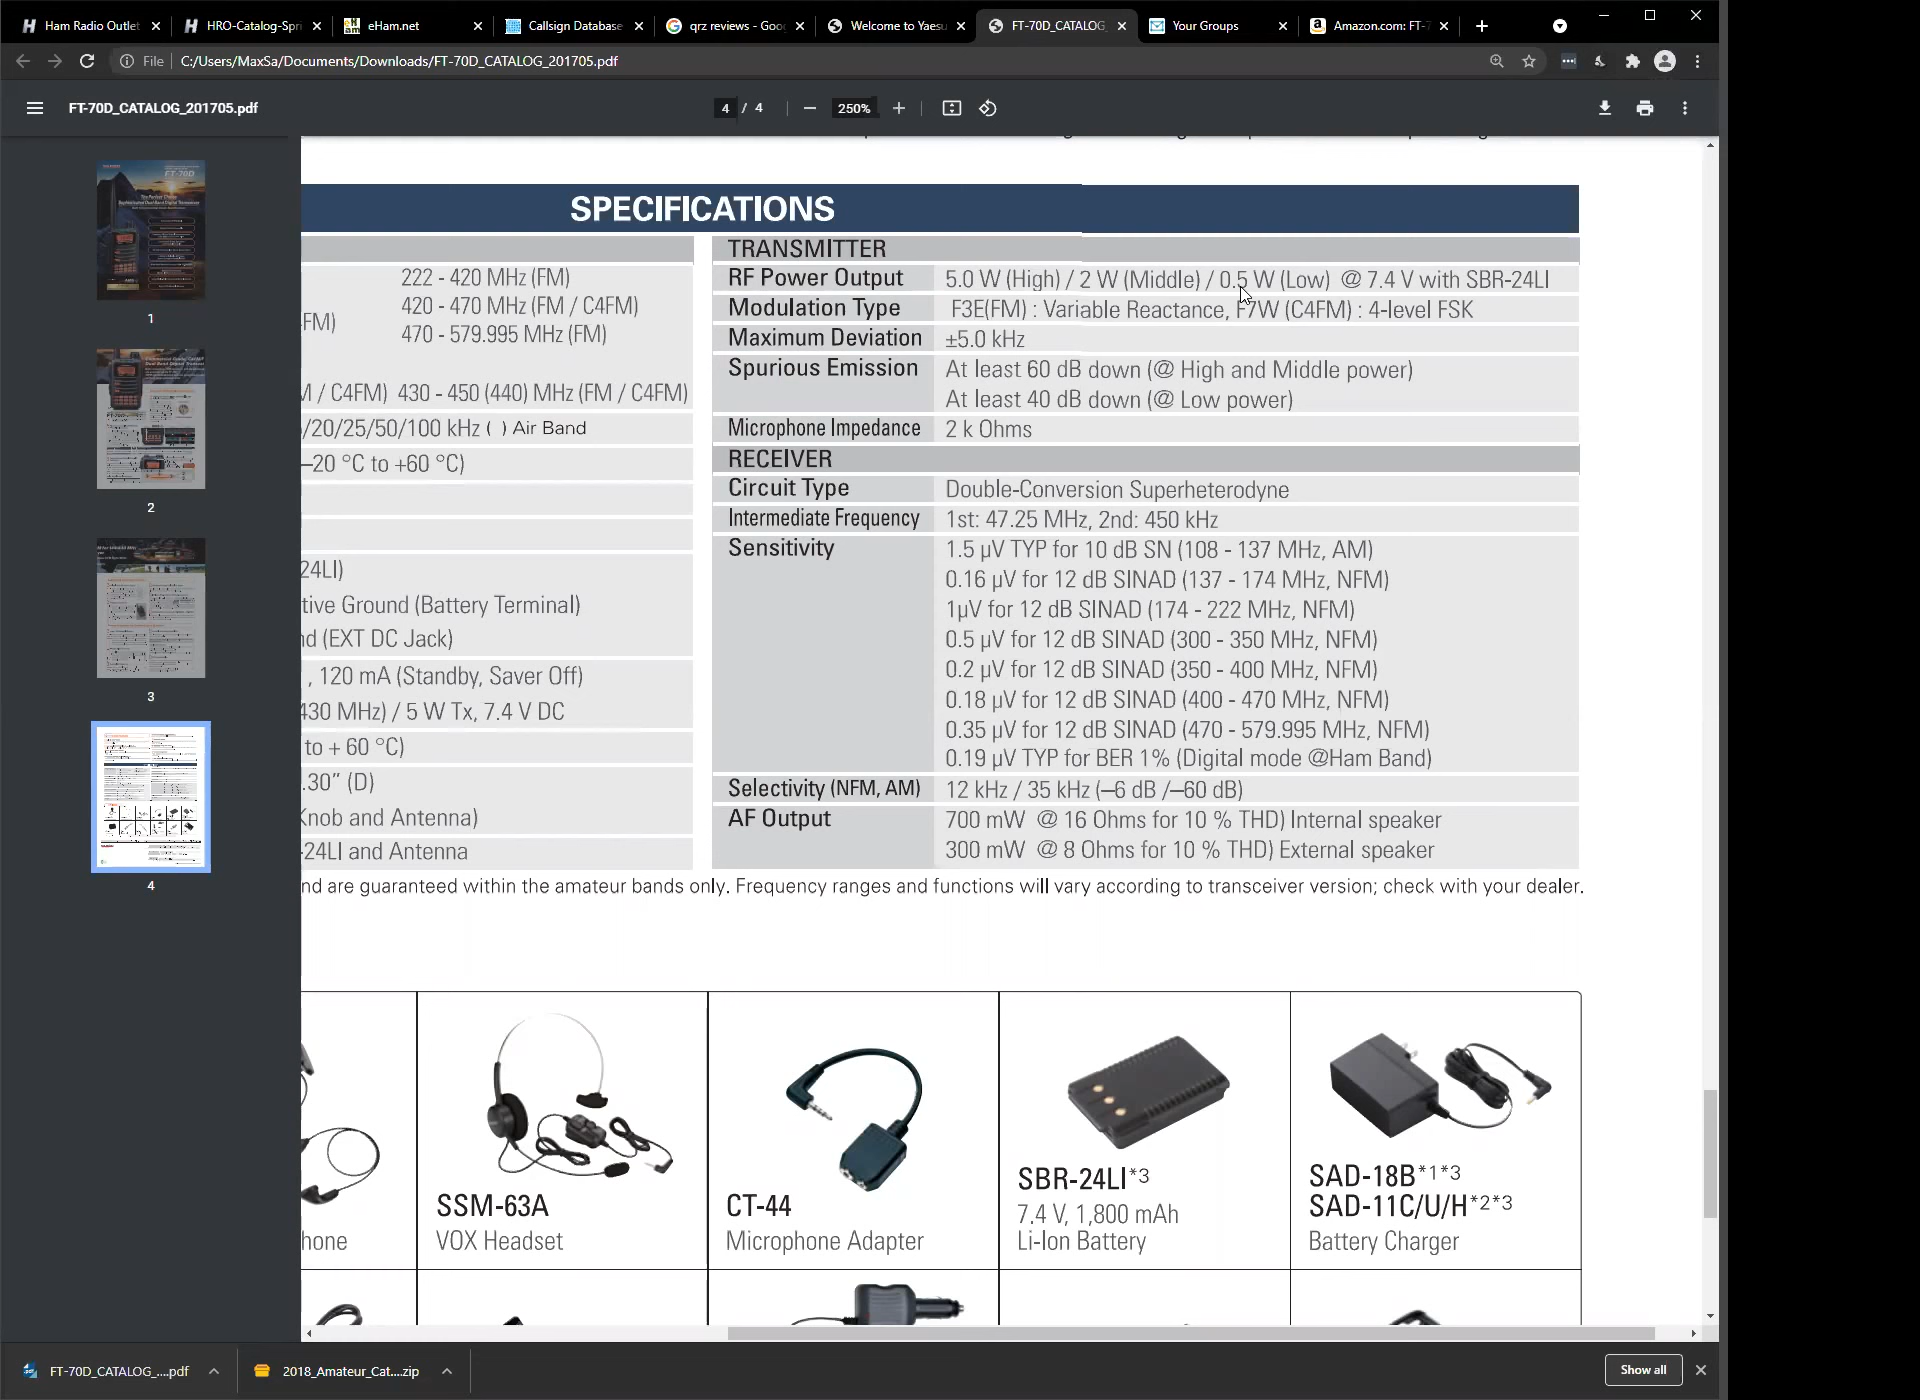 Ham Radio Outlet
HRO-Catalog-Spri
eHam.net
Callsign Database
qrz reviews - Goo
Welcome to Yaesu
FT-70D_CATALOG_
Your Groups
Amazon.com: FT-7
File
C:/Users/MaxSa/Documents/Downloads/FT-70D_CATALOG_201705.pdf
FT-70D_CATALOG_201705.pdf
4 / 4
250%
1
2
3
4
SPECIFICATIONS
222 - 420 MHz (FM)
420 - 470 MHz (FM / C4FM)
FM)
470 - 579.995 MHz (FM)
M / C4FM) 430 - 450 (440) MHz (FM / C4FM)
/20/25/50/100 kHz ( ) Air Band
–20 °C to +60 °C)
24LI)
tive Ground (Battery Terminal)
nd (EXT DC Jack)
, 120 mA (Standby, Saver Off)
430 MHz) / 5 W Tx, 7.4 V DC
to + 60 °C)
.30” (D)
Knob and Antenna)
-24LI and Antenna
TRANSMITTER
RF Power Output 5.0 W (High) / 2 W (Middle) / 0.5 W (Low) @ 7.4 V with SBR-24LI
Modulation Type F3E(FM) : Variable Reactance, F7W (C4FM) : 4-level FSK
Maximum Deviation ±5.0 kHz
Spurious Emission At least 60 dB down (@ High and Middle power)
At least 40 dB down (@ Low power)
Microphone Impedance 2 k Ohms
RECEIVER
Circuit Type Double-Conversion Superheterodyne
Intermediate Frequency 1st: 47.25 MHz, 2nd: 450 kHz
Sensitivity 1.5 µV TYP for 10 dB SN (108 - 137 MHz, AM)
0.16 µV for 12 dB SINAD (137 - 174 MHz, NFM)
1µV for 12 dB SINAD (174 - 222 MHz, NFM)
0.5 µV for 12 dB SINAD (300 - 350 MHz, NFM)
0.2 µV for 12 dB SINAD (350 - 400 MHz, NFM)
0.18 µV for 12 dB SINAD (400 - 470 MHz, NFM)
0.35 µV for 12 dB SINAD (470 - 579.995 MHz, NFM)
0.19 µV TYP for BER 1% (Digital mode @Ham Band)
Selectivity (NFM, AM) 12 kHz / 35 kHz (–6 dB /–60 dB)
AF Output 700 mW @ 16 Ohms for 10 % THD) Internal speaker
300 mW @ 8 Ohms for 10 % THD) External speaker
nd are guaranteed within the amateur bands only. Frequency ranges and functions will vary according to transceiver version; check with your dealer.
hone
SSM-63A
VOX Headset
CT-44
Microphone Adapter
SBR-24LI*3
7.4 V, 1,800 mAh
Li-Ion Battery
SAD-18B*1*3
SAD-11C/U/H*2*3
Battery Charger
FT-70D_CATALOG_....pdf
2018_Amateur_Cat....zip
Show all